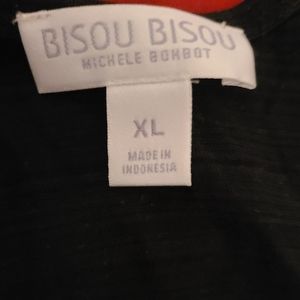 BISOU BISOU
MICHELE BOHBOT
XL
MADE IN
INDONESIA